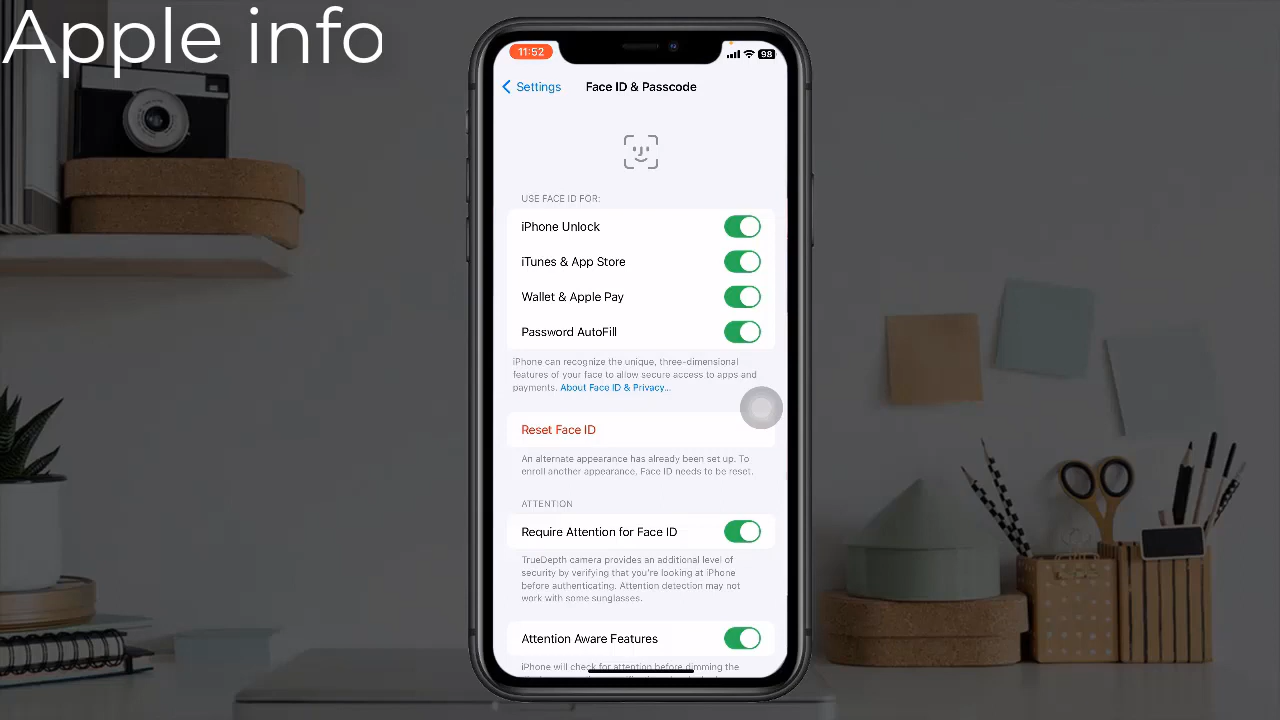 Apple info
11:52
98
Settings
Face ID & Passcode
USE FACE ID FOR:
iPhone Unlock
iTunes & App Store
Wallet & Apple Pay
Password AutoFill
iPhone can recognize the unique, three-dimensional
features of your face to allow secure access to apps and
payments. About Face ID & Privacy...
Reset Face ID
An alternate appearance has already been set up. To
enroll another appearance, Face ID needs to be reset.
ATTENTION
Require Attention for Face ID
TrueDepth camera provides an additional level of
security by verifying that you're looking at iPhone
before authenticating. Attention detection may not
work with some sunglasses.
Attention Aware Features
iPhone will check for attention before dimming the